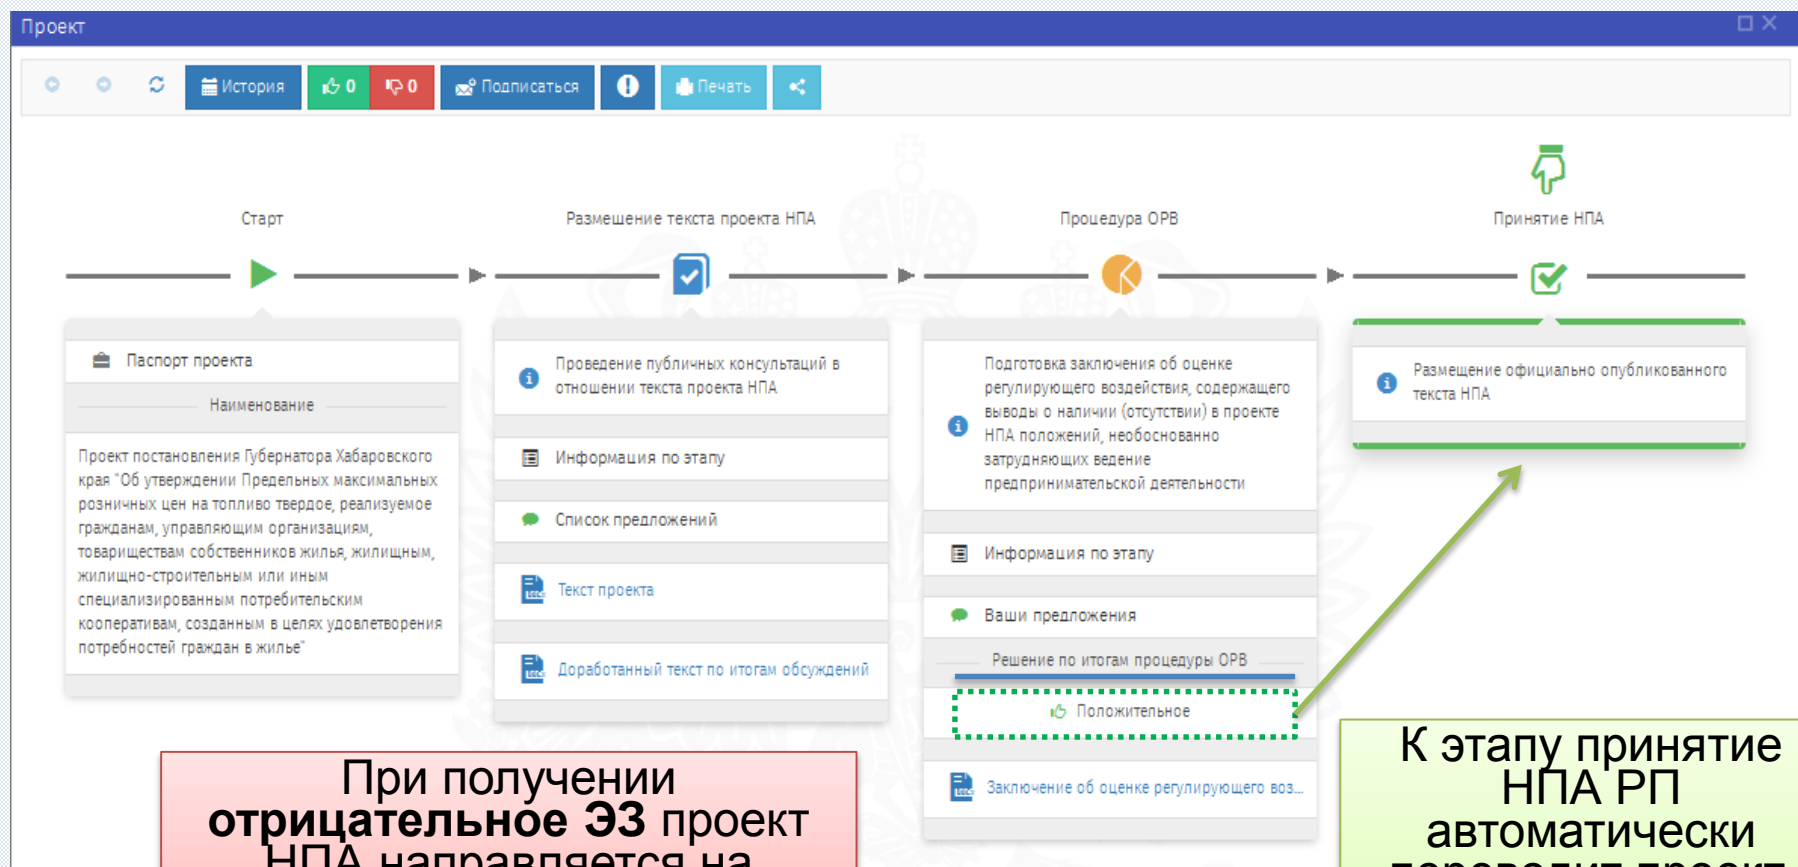 Проект
История
0
0
Подписаться
Печать
Старт
Размещение текста проекта НПА
Процедура ОРВ
Принятие НПА
Паспорт проекта
Наименование
Проект постановления Губернатора Хабаровского
края "Об утверждении Предельных максимальных
розничных цен на топливо твердое, реализуемое
гражданам, управляющим организациям,
товариществам собственников жилья, жилищным,
жилищно-строительным или иным
специализированным потребительским
кооперативам, созданным в целях удовлетворения
потребностей граждан в жилье"
Проведение публичных консультаций в
отношении текста проекта НПА
Информация по этапу
Список предложений
Текст проекта
Доработанный текст по итогам обсуждений
Подготовка заключения об оценке
регулирующего воздействия, содержащего
выводы о наличии (отсутствии) в проекте
НПА положений, необоснованно
затрудняющих ведение
предпринимательской деятельности
Информация по этапу
Ваши предложения
Решение по итогам процедуры ОРВ
Положительное
Заключение об оценке регулирующего воз...
Размещение официально опубликованного
текста НПА
При получении
отрицательное ЭЗ проект
НПА направляется на
К этапу принятие
НПА РП
автоматически
переводит проект